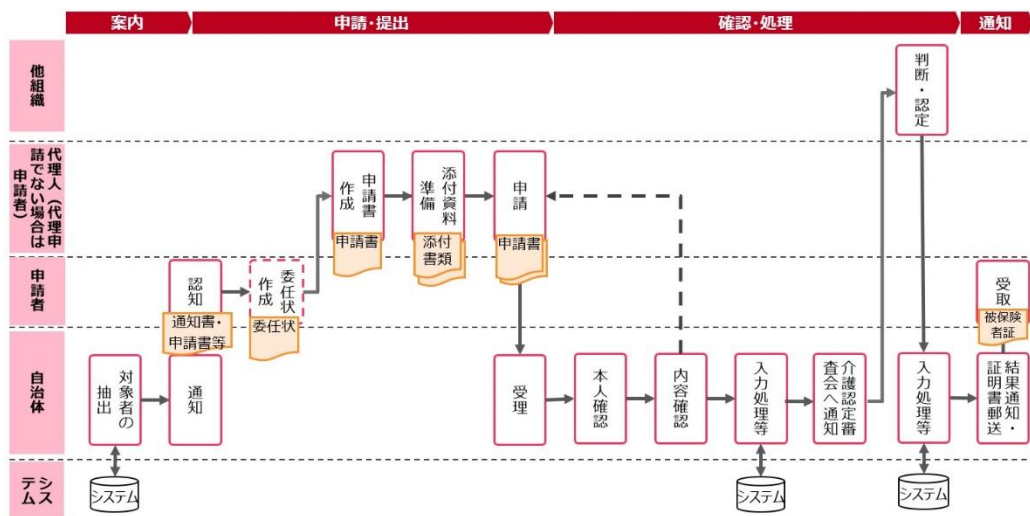 案内
申請・提出
確認・処理
通知
他組織
判断・認定
代理人（代理申
請でない場合は
申請者）
申請書
作成
申請書
添付資料
準備
添付
書類
申請
申請書
申請者
認知
通知書・
申請書等
委任状
作成
委任状
受取
被保険
者証
自治体
対象者の
抽出
通知
受理
本人確認
内容確認
入力処理等
介護認定審
査会へ通知
入力処理等
結果通知・
証明書郵送
シス
テム
システム
システム
システム